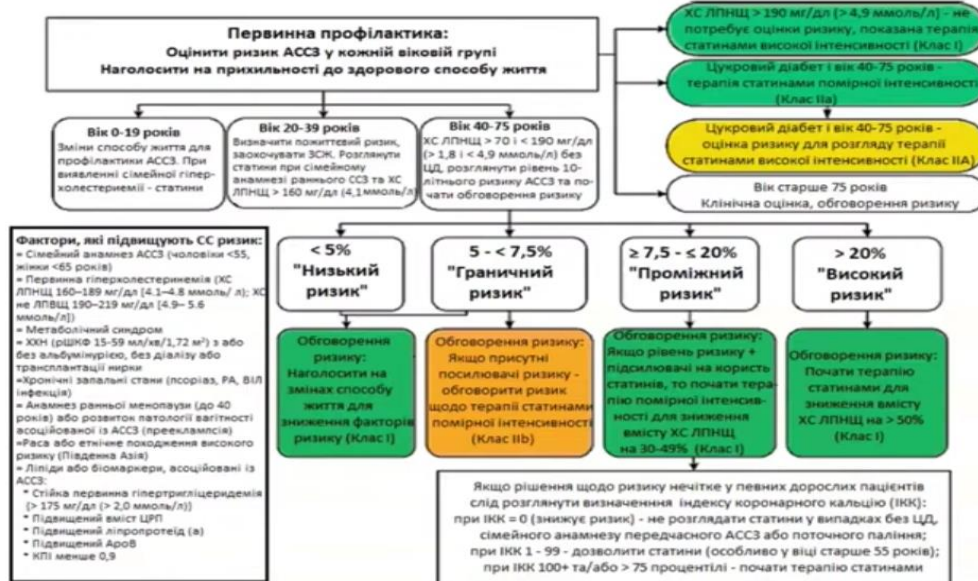 Первинна профілактика:
Оцінити ризик АССЗ у кожній віковій групі
Наголосити на прихильності до здорового способу життя
ХС ЛПНЩ > 190 мг/дл (> 4,9 ммоль/л) - не
потребує оцінки ризику, показана терапія
статинами високої інтенсивності (Клас I)
Цукровий діабет і вік 40-75 років -
терапія статинами помірної інтенсивності
(Клас IIa)
Цукровий діабет і вік 40-75 років -
оцінка ризику для розгляду терапії
статинами високої інтенсивності (Клас IIA)
Вік старше 75 років
Клінічна оцінка, обговорення ризику
Вік 0-19 років
Зміни способу життя для
профілактики АССЗ. При
виявленні сімейної гіпер-
холестеремії - статини
Вік 20-39 років
Визначити пожиттєвий ризик,
заохочувати ЗСЖ. Розглянути
статини при сімейному
анамнезі раннього ССЗ та ХС
ЛПНЩ > 160 мг/дл (4,1ммоль/л)
Вік 40-75 років
ХС ЛПНЩ > 70 і < 190 мг/дл
(> 1,8 і < 4,9 ммоль/л) без
ЦД, розглянути рівень 10-
літнього ризику АССЗ та по-
чати обговорення ризику
Фактори, які підвищують СС ризик:
= Сімейний анамнез АССЗ (чоловіки <55,
жінки <65 років)
= Первинна гіперхолестеринемія (ХС
ЛПНЩ 160–189 мг/дл [4.1–4.8 ммоль/ л); ХС
не ЛПВЩ 190–219 мг/дл [4.9– 5.6
ммоль/л])
= Метаболічний синдром
= ХХН (рШКФ 15-59 мл/хв/1,72 м²) з або
без альбумінурією, без діалізу або
трансплантації нирки
=Хронічні запальні стани (псоріаз, РА, ВІЛ
інфекція)
= Анамнез ранньої менопаузи (до 40
років) або розвиток патології вагітності
асоційованої із АССЗ (прееклампсія)
=Раса або етнічне походження високого
ризику (Південна Азія)
= Ліпіди або біомаркери, асоційовані із
АССЗ:
* Стійка первинна гіпертригліцеридемія
(> 175 мг/дл (> 2,0 ммоль/л))
* Підвищений вміст ЦРП
* Підвищений ліпропротеїд (а)
* Підвищений АроВ
* КПІ менше 0,9
< 5%
"Низький
ризик"
5 - < 7,5%
"Граничний
ризик"
≥ 7,5 - ≤ 20%
"Проміжний
ризик"
> 20%
"Високий
ризик"
Обговорення
ризику:
Наголосити на
змінах способу
життя для
зниження факторів
ризику (Клас I)
Обговорення ризику:
Якщо присутні
посилювачі ризику -
обговорити ризик
щодо терапії статинами
помірної інтенсивності
(Клас IIb)
Обговорення ризику:
Якщо рівень ризику +
підсилювачі на користь
статинів, то почати тера-
пію помірної інтенсив-
ності для зниження
вмісту ХС ЛПНЩ
на 30-49% (Клас I)
Обговорення ризику:
Почати терапію
статинами для
зниження вмісту
ХС ЛПНЩ на > 50%
(Клас I)
Якщо рішення щодо ризику нечітке у певних дорослих пацієнтів
слід розглянути визначенння індексу коронарного кальцію (ІКК):
при ІКК = 0 (знижує ризик) - не розглядати статини у випадках без ЦД,
сімейного анамнезу передчасного АССЗ або поточного паління;
при ІКК 1 - 99 - дозволити статини (особливо у віці старше 55 років);
при ІКК 100+ та/або > 75 процентілі - почати терапію статинами